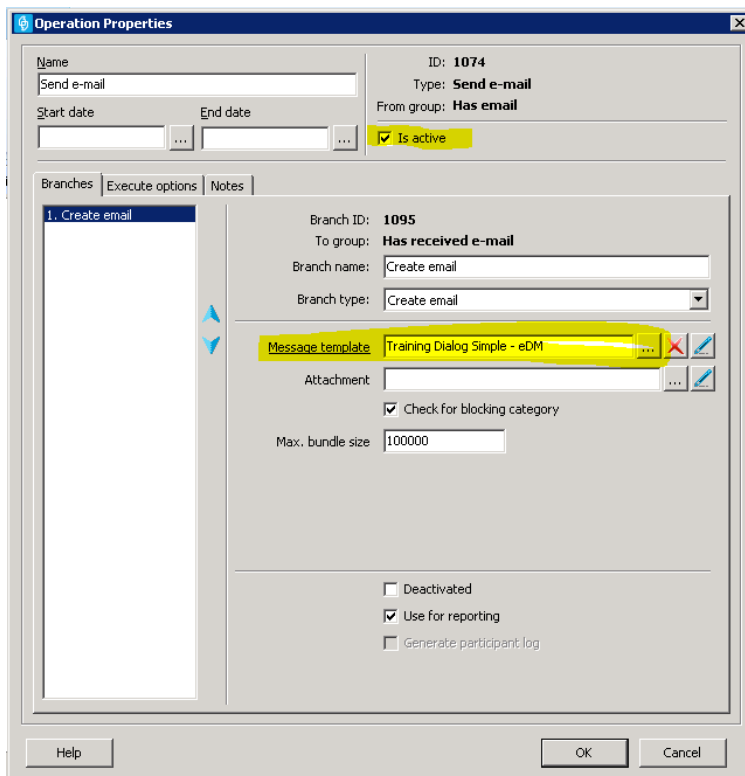 Operation Properties
Name
Send e-mail
Start date
End date
...
...
ID: 1074
Type: Send e-mail
From group: Has email
Is active
Branches
Execute options
Notes
1. Create email
Branch ID: 1095
To group: Has received e-mail
Branch name: Create email
Branch type: Create email
Message template Training Dialog Simple - eDM ...
Attachment ...
Check for blocking category
Max. bundle size 100000
Deactivated
Use for reporting
Generate participant log
Help
OK
Cancel